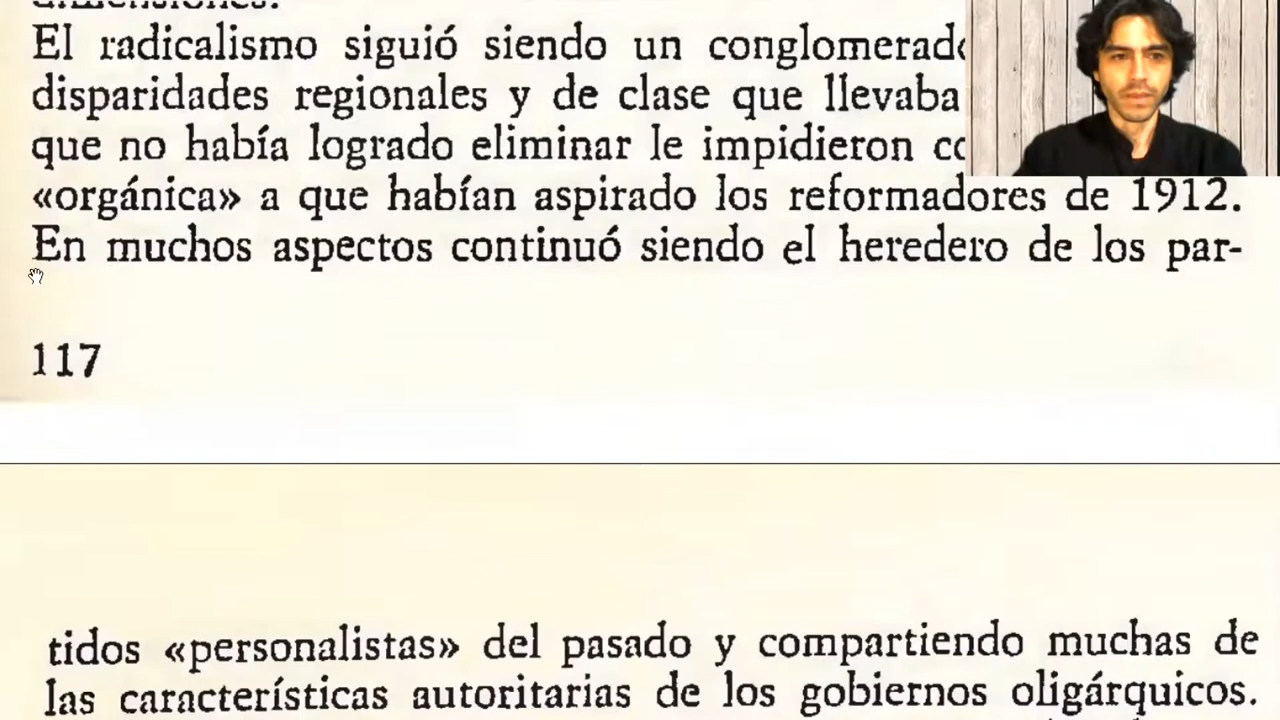 dimensiones.
El radicalismo siguió siendo un
disparidades regionales y de clase que llevaba
que no había logrado eliminar le impidieron
«orgánica» a que habían aspirado los reformadores de 1912.
En muchos aspectos continuó siendo el heredero de los par-
117
tidos «personalistas» del pasado y compartiendo muchas de
las características autoritarias de los gobiernos oligárquicos.